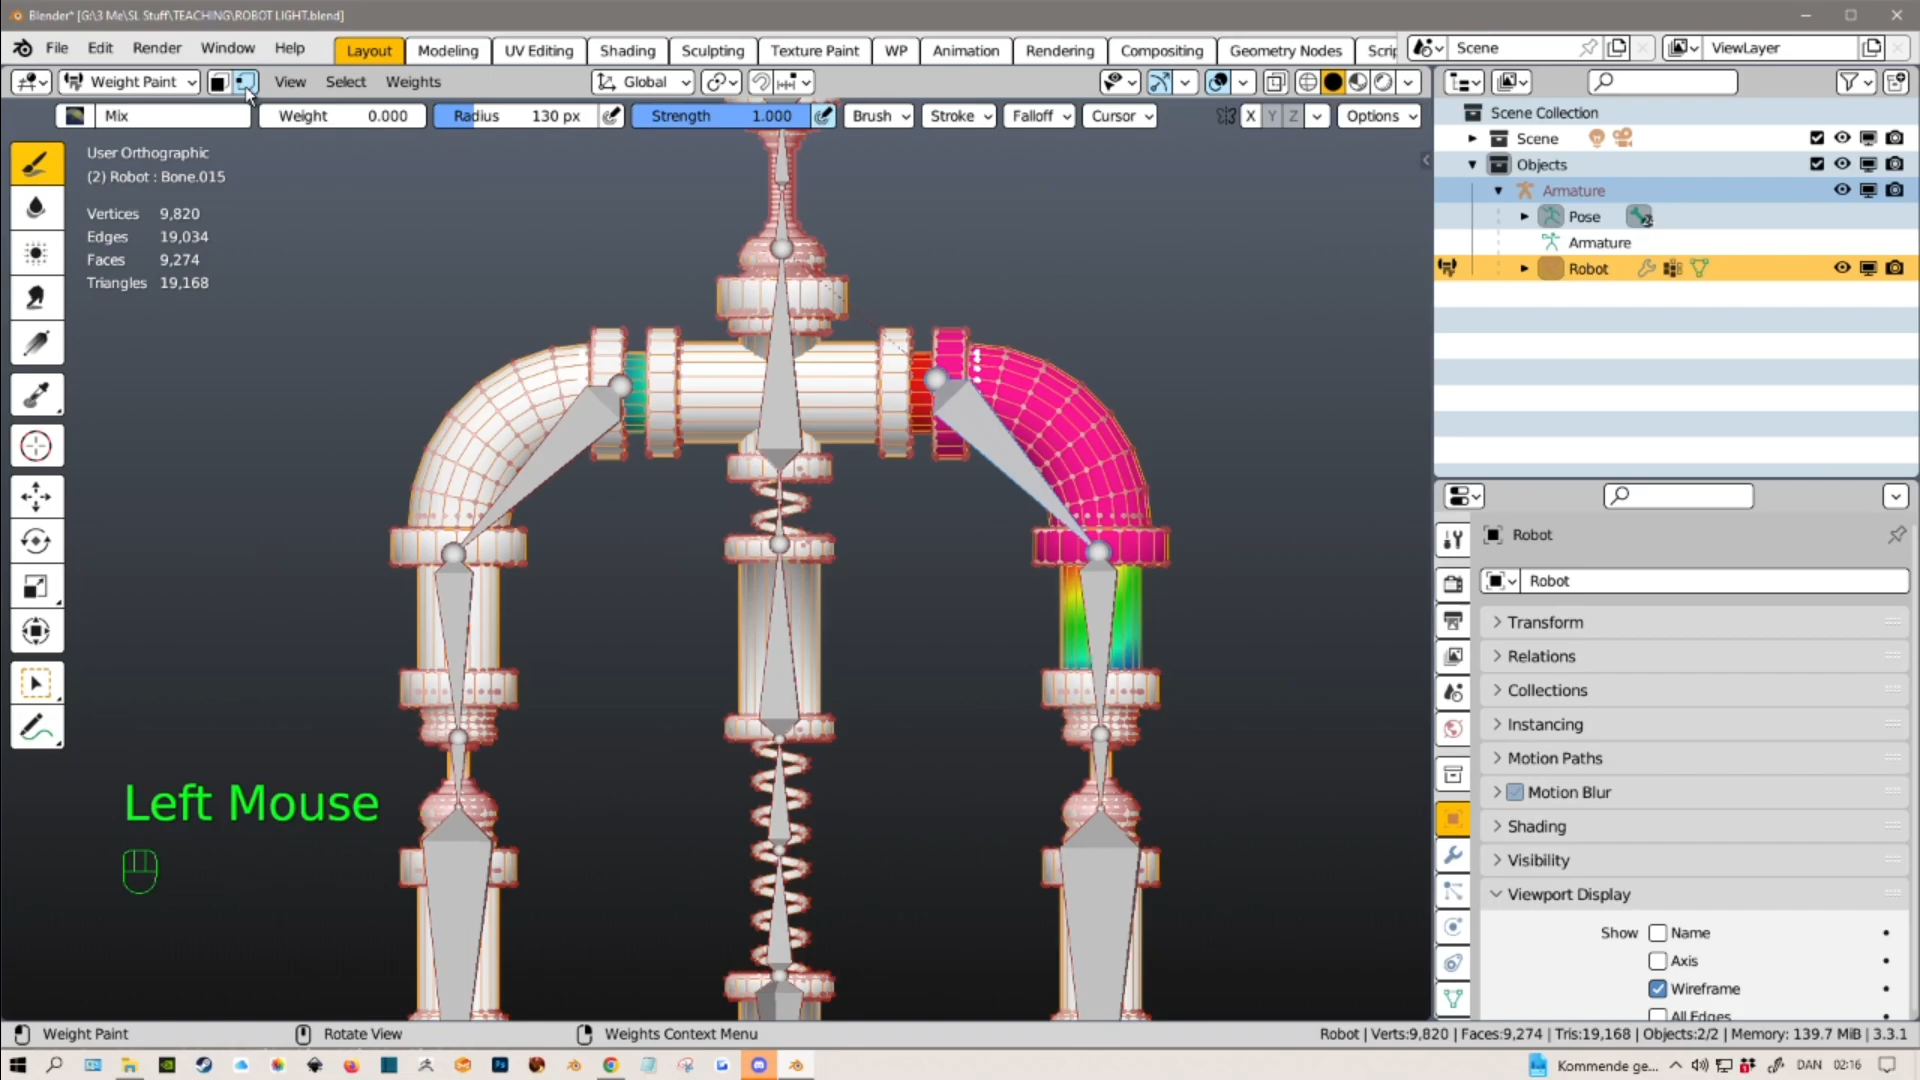 Blender* [G:\3 Me\SL Stuff\TEACHING\ROBOT LIGHT.blend]
File Edit Render Window Help Layout Modeling UV Editing Shading Sculpting Texture Paint WP Animation Rendering Compositing Geometry Nodes Scrip Scene ViewLayer
Weight Paint View Select Weights Global
Mix Weight 0.000 Radius 130 px Strength 1.000 Brush Stroke Falloff Cursor X Y Z Options
User Orthographic
(2) Robot : Bone.015
Vertices 9,820
Edges 19,034
Faces 9,274
Triangles 19,168
Left Mouse
Scene Collection
Scene
Objects
Armature
Pose
Armature
Robot
Robot
Robot
Transform
Relations
Collections
Instancing
Motion Paths
Motion Blur
Shading
Visibility
Viewport Display
Show Name
Axis
Wireframe
All Edges
Weight Paint Rotate View Weights Context Menu Robot | Verts:9,820 | Faces:9,274 | Tris:19,168 | Objects:2/2 | Memory: 139.7 MiB | 3.3.1
Kommende ge... DAN 02:16